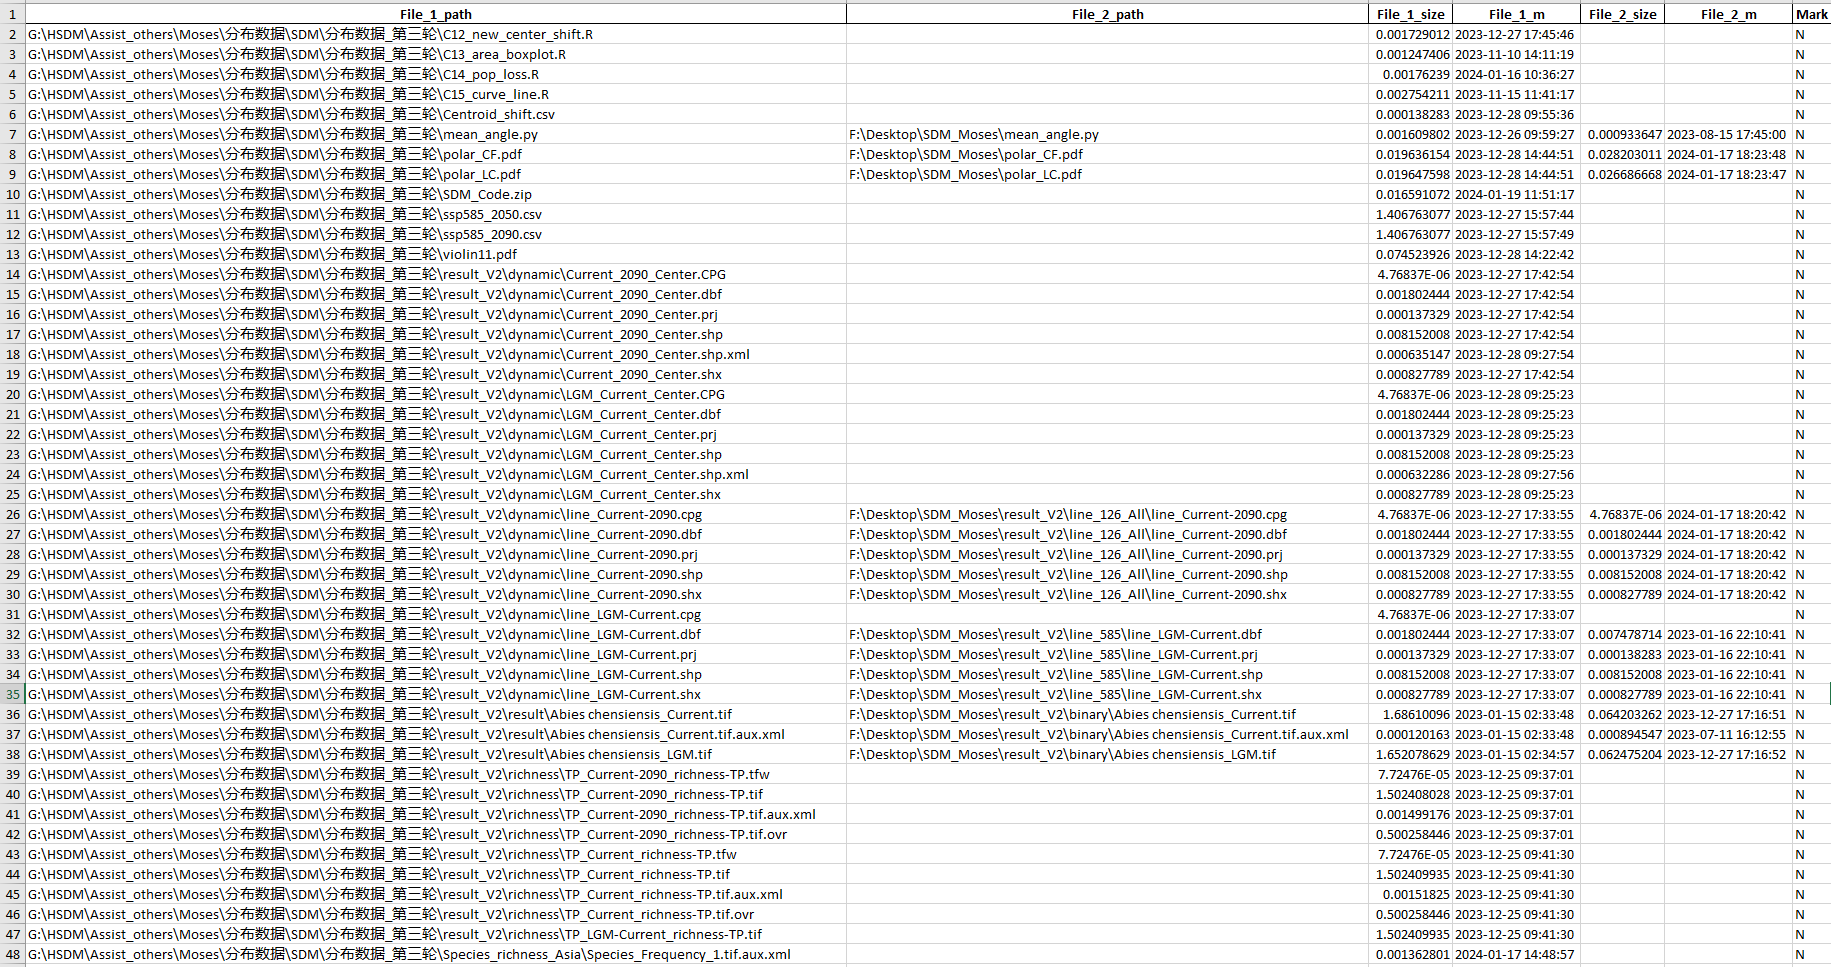 1 File_1_path File_2_path File_1_size File_1_m File_2_size File_2_m Mark
2 G:\HSDM\Assist_others\Moses\分布数据\SDM\分布数据_第三轮\C12_new_center_shift.R 0.001729012 2023-12-27 17:45:46 N
3 G:\HSDM\Assist_others\Moses\分布数据\SDM\分布数据_第三轮\C13_area_boxplot.R 0.001247406 2023-11-10 14:11:19 N
4 G:\HSDM\Assist_others\Moses\分布数据\SDM\分布数据_第三轮\C14_pop_loss.R 0.00176239 2024-01-16 10:36:27 N
5 G:\HSDM\Assist_others\Moses\分布数据\SDM\分布数据_第三轮\C15_curve_line.R 0.002754211 2023-11-15 11:41:17 N
6 G:\HSDM\Assist_others\Moses\分布数据\SDM\分布数据_第三轮\Centroid_shift.csv 0.000138283 2023-12-28 09:55:36 N
7 G:\HSDM\Assist_others\Moses\分布数据\SDM\分布数据_第三轮\mean_angle.py F:\Desktop\SDM_Moses\mean_angle.py 0.001609802 2023-12-26 09:59:27 0.000933647 2023-08-15 17:45:00 N
8 G:\HSDM\Assist_others\Moses\分布数据\SDM\分布数据_第三轮\polar_CF.pdf F:\Desktop\SDM_Moses\polar_CF.pdf 0.019636154 2023-12-28 14:44:51 0.028203011 2024-01-17 18:23:48 N
9 G:\HSDM\Assist_others\Moses\分布数据\SDM\分布数据_第三轮\polar_LC.pdf F:\Desktop\SDM_Moses\polar_LC.pdf 0.019647598 2023-12-28 14:44:51 0.026686668 2024-01-17 18:23:47 N
10 G:\HSDM\Assist_others\Moses\分布数据\SDM\分布数据_第三轮\SDM_Code.zip 0.016591072 2024-01-19 11:51:17 N
11 G:\HSDM\Assist_others\Moses\分布数据\SDM\分布数据_第三轮\ssp585_2050.csv 1.406763077 2023-12-27 15:57:44 N
12 G:\HSDM\Assist_others\Moses\分布数据\SDM\分布数据_第三轮\ssp585_2090.csv 1.406763077 2023-12-27 15:57:49 N
13 G:\HSDM\Assist_others\Moses\分布数据\SDM\分布数据_第三轮\violin11.pdf 0.074523926 2023-12-28 14:22:42 N
14 G:\HSDM\Assist_others\Moses\分布数据\SDM\分布数据_第三轮\result_V2\dynamic\Current_2090_Center.CPG 4.76837E-06 2023-12-27 17:42:54 N
15 G:\HSDM\Assist_others\Moses\分布数据\SDM\分布数据_第三轮\result_V2\dynamic\Current_2090_Center.dbf 0.001802444 2023-12-27 17:42:54 N
16 G:\HSDM\Assist_others\Moses\分布数据\SDM\分布数据_第三轮\result_V2\dynamic\Current_2090_Center.prj 0.000137329 2023-12-27 17:42:54 N
17 G:\HSDM\Assist_others\Moses\分布数据\SDM\分布数据_第三轮\result_V2\dynamic\Current_2090_Center.shp 0.008152008 2023-12-27 17:42:54 N
18 G:\HSDM\Assist_others\Moses\分布数据\SDM\分布数据_第三轮\result_V2\dynamic\Current_2090_Center.shp.xml 0.000635147 2023-12-28 09:27:54 N
19 G:\HSDM\Assist_others\Moses\分布数据\SDM\分布数据_第三轮\result_V2\dynamic\Current_2090_Center.shx 0.000827789 2023-12-27 17:42:54 N
20 G:\HSDM\Assist_others\Moses\分布数据\SDM\分布数据_第三轮\result_V2\dynamic\LGM_Current_Center.CPG 4.76837E-06 2023-12-28 09:25:23 N
21 G:\HSDM\Assist_others\Moses\分布数据\SDM\分布数据_第三轮\result_V2\dynamic\LGM_Current_Center.dbf 0.001802444 2023-12-28 09:25:23 N
22 G:\HSDM\Assist_others\Moses\分布数据\SDM\分布数据_第三轮\result_V2\dynamic\LGM_Current_Center.prj 0.000137329 2023-12-28 09:25:23 N
23 G:\HSDM\Assist_others\Moses\分布数据\SDM\分布数据_第三轮\result_V2\dynamic\LGM_Current_Center.shp 0.008152008 2023-12-28 09:25:23 N
24 G:\HSDM\Assist_others\Moses\分布数据\SDM\分布数据_第三轮\result_V2\dynamic\LGM_Current_Center.shp.xml 0.000632286 2023-12-28 09:27:56 N
25 G:\HSDM\Assist_others\Moses\分布数据\SDM\分布数据_第三轮\result_V2\dynamic\LGM_Current_Center.shx 0.000827789 2023-12-28 09:25:23 N
26 G:\HSDM\Assist_others\Moses\分布数据\SDM\分布数据_第三轮\result_V2\dynamic\line_Current-2090.cpg F:\Desktop\SDM_Moses\result_V2\line_126_All\line_Current-2090.cpg 4.76837E-06 2023-12-27 17:33:55 4.76837E-06 2024-01-17 18:20:42 N
27 G:\HSDM\Assist_others\Moses\分布数据\SDM\分布数据_第三轮\result_V2\dynamic\line_Current-2090.dbf F:\Desktop\SDM_Moses\result_V2\line_126_All\line_Current-2090.dbf 0.001802444 2023-12-27 17:33:55 0.001802444 2024-01-17 18:20:42 N
28 G:\HSDM\Assist_others\Moses\分布数据\SDM\分布数据_第三轮\result_V2\dynamic\line_Current-2090.prj F:\Desktop\SDM_Moses\result_V2\line_126_All\line_Current-2090.prj 0.000137329 2023-12-27 17:33:55 0.000137329 2024-01-17 18:20:42 N
29 G:\HSDM\Assist_others\Moses\分布数据\SDM\分布数据_第三轮\result_V2\dynamic\line_Current-2090.shp F:\Desktop\SDM_Moses\result_V2\line_126_All\line_Current-2090.shp 0.008152008 2023-12-27 17:33:55 0.008152008 2024-01-17 18:20:42 N
30 G:\HSDM\Assist_others\Moses\分布数据\SDM\分布数据_第三轮\result_V2\dynamic\line_Current-2090.shx F:\Desktop\SDM_Moses\result_V2\line_126_All\line_Current-2090.shx 0.000827789 2023-12-27 17:33:55 0.000827789 2024-01-17 18:20:42 N
31 G:\HSDM\Assist_others\Moses\分布数据\SDM\分布数据_第三轮\result_V2\dynamic\line_LGM-Current.cpg 4.76837E-06 2023-12-27 17:33:07 N
32 G:\HSDM\Assist_others\Moses\分布数据\SDM\分布数据_第三轮\result_V2\dynamic\line_LGM-Current.dbf F:\Desktop\SDM_Moses\result_V2\line_585\line_LGM-Current.dbf 0.001802444 2023-12-27 17:33:07 0.007478714 2023-01-16 22:10:41 N
33 G:\HSDM\Assist_others\Moses\分布数据\SDM\分布数据_第三轮\result_V2\dynamic\line_LGM-Current.prj F:\Desktop\SDM_Moses\result_V2\line_585\line_LGM-Current.prj 0.000137329 2023-12-27 17:33:07 0.000138283 2023-01-16 22:10:41 N
34 G:\HSDM\Assist_others\Moses\分布数据\SDM\分布数据_第三轮\result_V2\dynamic\line_LGM-Current.shp F:\Desktop\SDM_Moses\result_V2\line_585\line_LGM-Current.shp 0.008152008 2023-12-27 17:33:07 0.008152008 2023-01-16 22:10:41 N
35 G:\HSDM\Assist_others\Moses\分布数据\SDM\分布数据_第三轮\result_V2\dynamic\line_LGM-Current.shx F:\Desktop\SDM_Moses\result_V2\line_585\line_LGM-Current.shx 0.000827789 2023-12-27 17:33:07 0.000827789 2023-01-16 22:10:41 N
36 G:\HSDM\Assist_others\Moses\分布数据\SDM\分布数据_第三轮\result_V2\result\Abies chensiensis_Current.tif F:\Desktop\SDM_Moses\result_V2\binary\Abies chensiensis_Current.tif 1.68610096 2023-01-15 02:33:48 0.064203262 2023-12-27 17:16:51 N
37 G:\HSDM\Assist_others\Moses\分布数据\SDM\分布数据_第三轮\result_V2\result\Abies chensiensis_Current.tif.aux.xml F:\Desktop\SDM_Moses\result_V2\binary\Abies chensiensis_Current.tif.aux.xml 0.000120163 2023-01-15 02:33:48 0.000894547 2023-07-11 16:12:55 N
38 G:\HSDM\Assist_others\Moses\分布数据\SDM\分布数据_第三轮\result_V2\result\Abies chensiensis_LGM.tif F:\Desktop\SDM_Moses\result_V2\binary\Abies chensiensis_LGM.tif 1.652078629 2023-01-15 02:34:57 0.062475204 2023-12-27 17:16:52 N
39 G:\HSDM\Assist_others\Moses\分布数据\SDM\分布数据_第三轮\result_V2\richness\TP_Current-2090_richness-TP.tfw 7.72476E-05 2023-12-25 09:37:01 N
40 G:\HSDM\Assist_others\Moses\分布数据\SDM\分布数据_第三轮\result_V2\richness\TP_Current-2090_richness-TP.tif 1.502408028 2023-12-25 09:37:01 N
41 G:\HSDM\Assist_others\Moses\分布数据\SDM\分布数据_第三轮\result_V2\richness\TP_Current-2090_richness-TP.tif.aux.xml 0.001499176 2023-12-25 09:37:01 N
42 G:\HSDM\Assist_others\Moses\分布数据\SDM\分布数据_第三轮\result_V2\richness\TP_Current-2090_richness-TP.tif.ovr 0.500258446 2023-12-25 09:37:01 N
43 G:\HSDM\Assist_others\Moses\分布数据\SDM\分布数据_第三轮\result_V2\richness\TP_Current_richness-TP.tfw 7.72476E-05 2023-12-25 09:41:30 N
44 G:\HSDM\Assist_others\Moses\分布数据\SDM\分布数据_第三轮\result_V2\richness\TP_Current_richness-TP.tif 1.502409935 2023-12-25 09:41:30 N
45 G:\HSDM\Assist_others\Moses\分布数据\SDM\分布数据_第三轮\result_V2\richness\TP_Current_richness-TP.tif.aux.xml 0.00151825 2023-12-25 09:41:30 N
46 G:\HSDM\Assist_others\Moses\分布数据\SDM\分布数据_第三轮\result_V2\richness\TP_Current_richness-TP.tif.ovr 0.500258446 2023-12-25 09:41:30 N
47 G:\HSDM\Assist_others\Moses\分布数据\SDM\分布数据_第三轮\result_V2\richness\TP_LGM-Current_richness-TP.tif 1.502409935 2023-12-25 09:41:30 N
48 G:\HSDM\Assist_others\Moses\分布数据\SDM\分布数据_第三轮\Species_richness_Asia\Species_Frequency_1.tif.aux.xml 0.001362801 2024-01-17 14:48:57 N